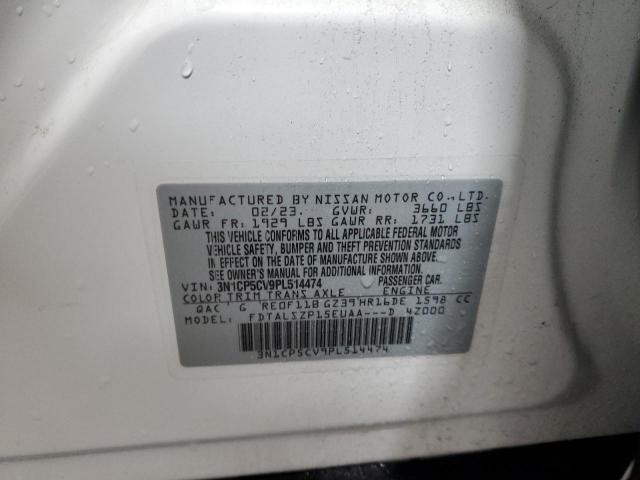 MANUFACTURED BY NISSAN MOTOR CO.,LTD.
DATE: 02/23. GVWR: 3660 LBS
GAWR FR: 1929 LBS GAWR RR: 1731 LBS
THIS VEHICLE CONFORMS TO ALL APPLICABLE FEDERAL MOTOR
VEHICLE SAFETY, BUMPER AND THEFT PREVENTION STANDARDS
IN EFFECT ON THE DATE OF MANUFACTURE SHOWN ABOVE.
SEE OWNER'S MANUAL FOR ADDITIONAL INFORMATION.
VIN: 3N1CP5CV9PL514474 PASSENGER CAR.
COLOR TRIM TRANS AXLE ENGINE
QAC G RE0F11B GZ39 HR16DE 1598 CC
MODEL: FDTALSZP15EUAA---D 4Z000
3N1CP5CV9PL514474